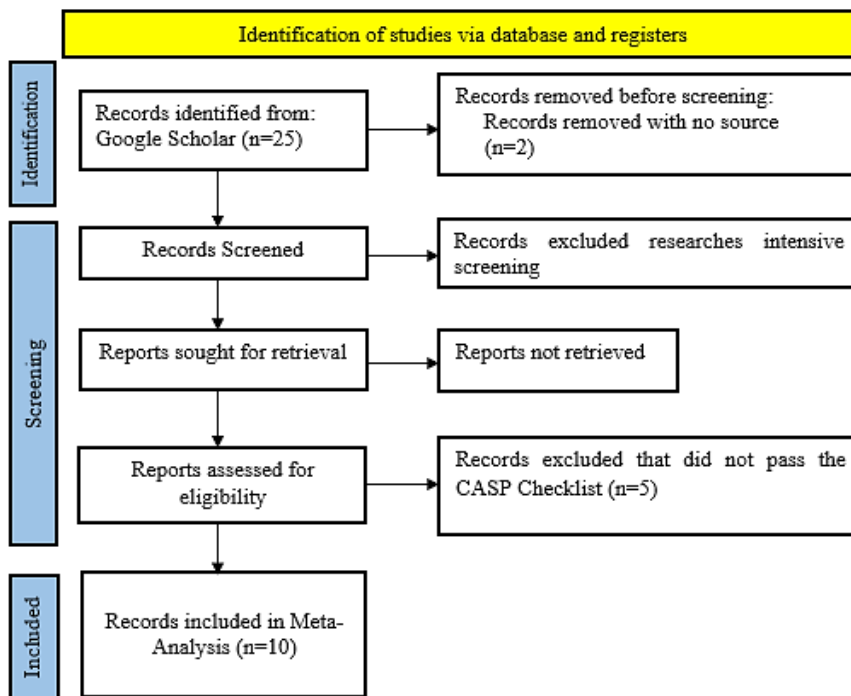 Identification of studies via database and registers
Identification
Records identified from:
Google Scholar (n=25)
Records removed before screening:
Records removed with no source
(n=2)
Screening
Records Screened
Records excluded researches intensive
screening
Reports sought for retrieval
Reports not retrieved
Reports assessed for
eligibility
Records excluded that did not pass the
CASP Checklist (n=5)
Included
Records included in Meta-
Analysis (n=10)